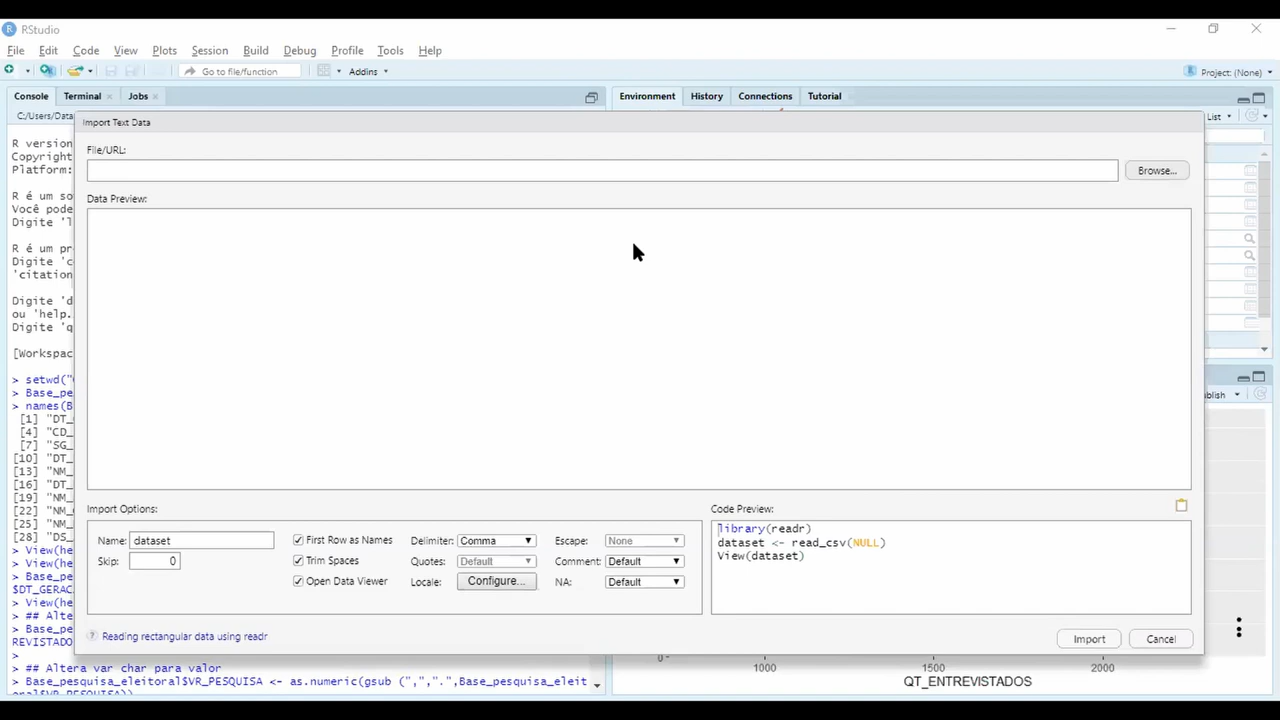 RStudio
File Edit Code View Plots Session Build Debug Profile Tools Help
Go to file/function Addins Project: (None)
Console Terminal Jobs Environment History Connections Tutorial
C:/Users/Data List
Import Text Data
File/URL:
Browse...
Data Preview:
R version
Copyright
Platform:
R é um so
Você pode
Digite 'l
R é um pr
Digite 'c
'citation
Digite 'd
ou 'help.
Digite 'q
[Workspac
> setwd("
> Base_pe
> names(B
[1] "DT_
[4] "CD_
[7] "SG_
[10] "DT_
[13] "NM_
[16] "DT_
[19] "NM_
[22] "NM_
[25] "NM_
[28] "DS_
> View(he
> View(he
> Base_pe
$DT_GERAC
> View(he
> ## Alte
> Base_pe
REVISTADO
>
> ## Altera var char para valor
> Base_pesquisa_eleitoral$VR_PESQUISA <- as.numeric(gsub (",",".",Base_pesquisa_eleit
oral$VR_PESQUISA))
Import Options:
Name: dataset
Skip: 0
First Row as Names
Trim Spaces
Open Data Viewer
Delimiter: Comma
Quotes: Default
Locale: Configure...
Escape: None
Comment: Default
NA: Default
Code Preview:
library(readr)
dataset <- read_csv(NULL)
View(dataset)
? Reading rectangular data using readr
Import Cancel
ublish
0 1000 1500 2000
QT_ENTREVISTADOS